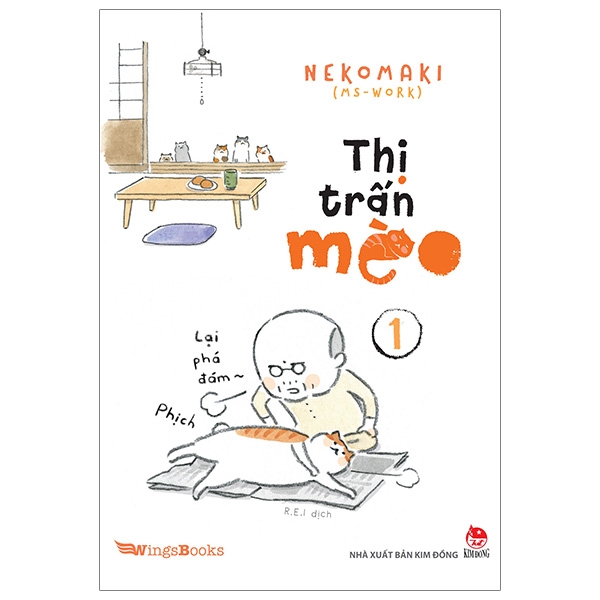 NEKOMAKI
(MS-WORK)
Thị
trấn
mèo
1
Lại
phá
đám~
Phịch
R.E.I dịch
WingsBooks
NHÀ XUẤT BẢN KIM ĐỒNG
KIM ĐỒNG